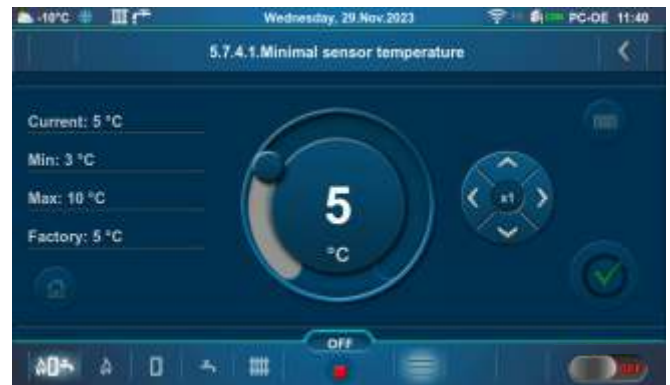 -10°C Wednesday, 29.Nov.2023 PC-OE 11:40
5.7.4.1.Minimal sensor temperature
Current: 5 °C
Min: 3 °C
Max: 10 °C
Factory: 5 °C
5
°C
x1
OFF
OFF